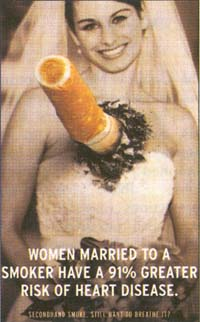 WOMEN MARRIED TO A
SMOKER HAVE A 91% GREATER
RISK OF HEART DISEASE.
SECONDHAND SMOKE. STILL WANT TO BREATHE IT?